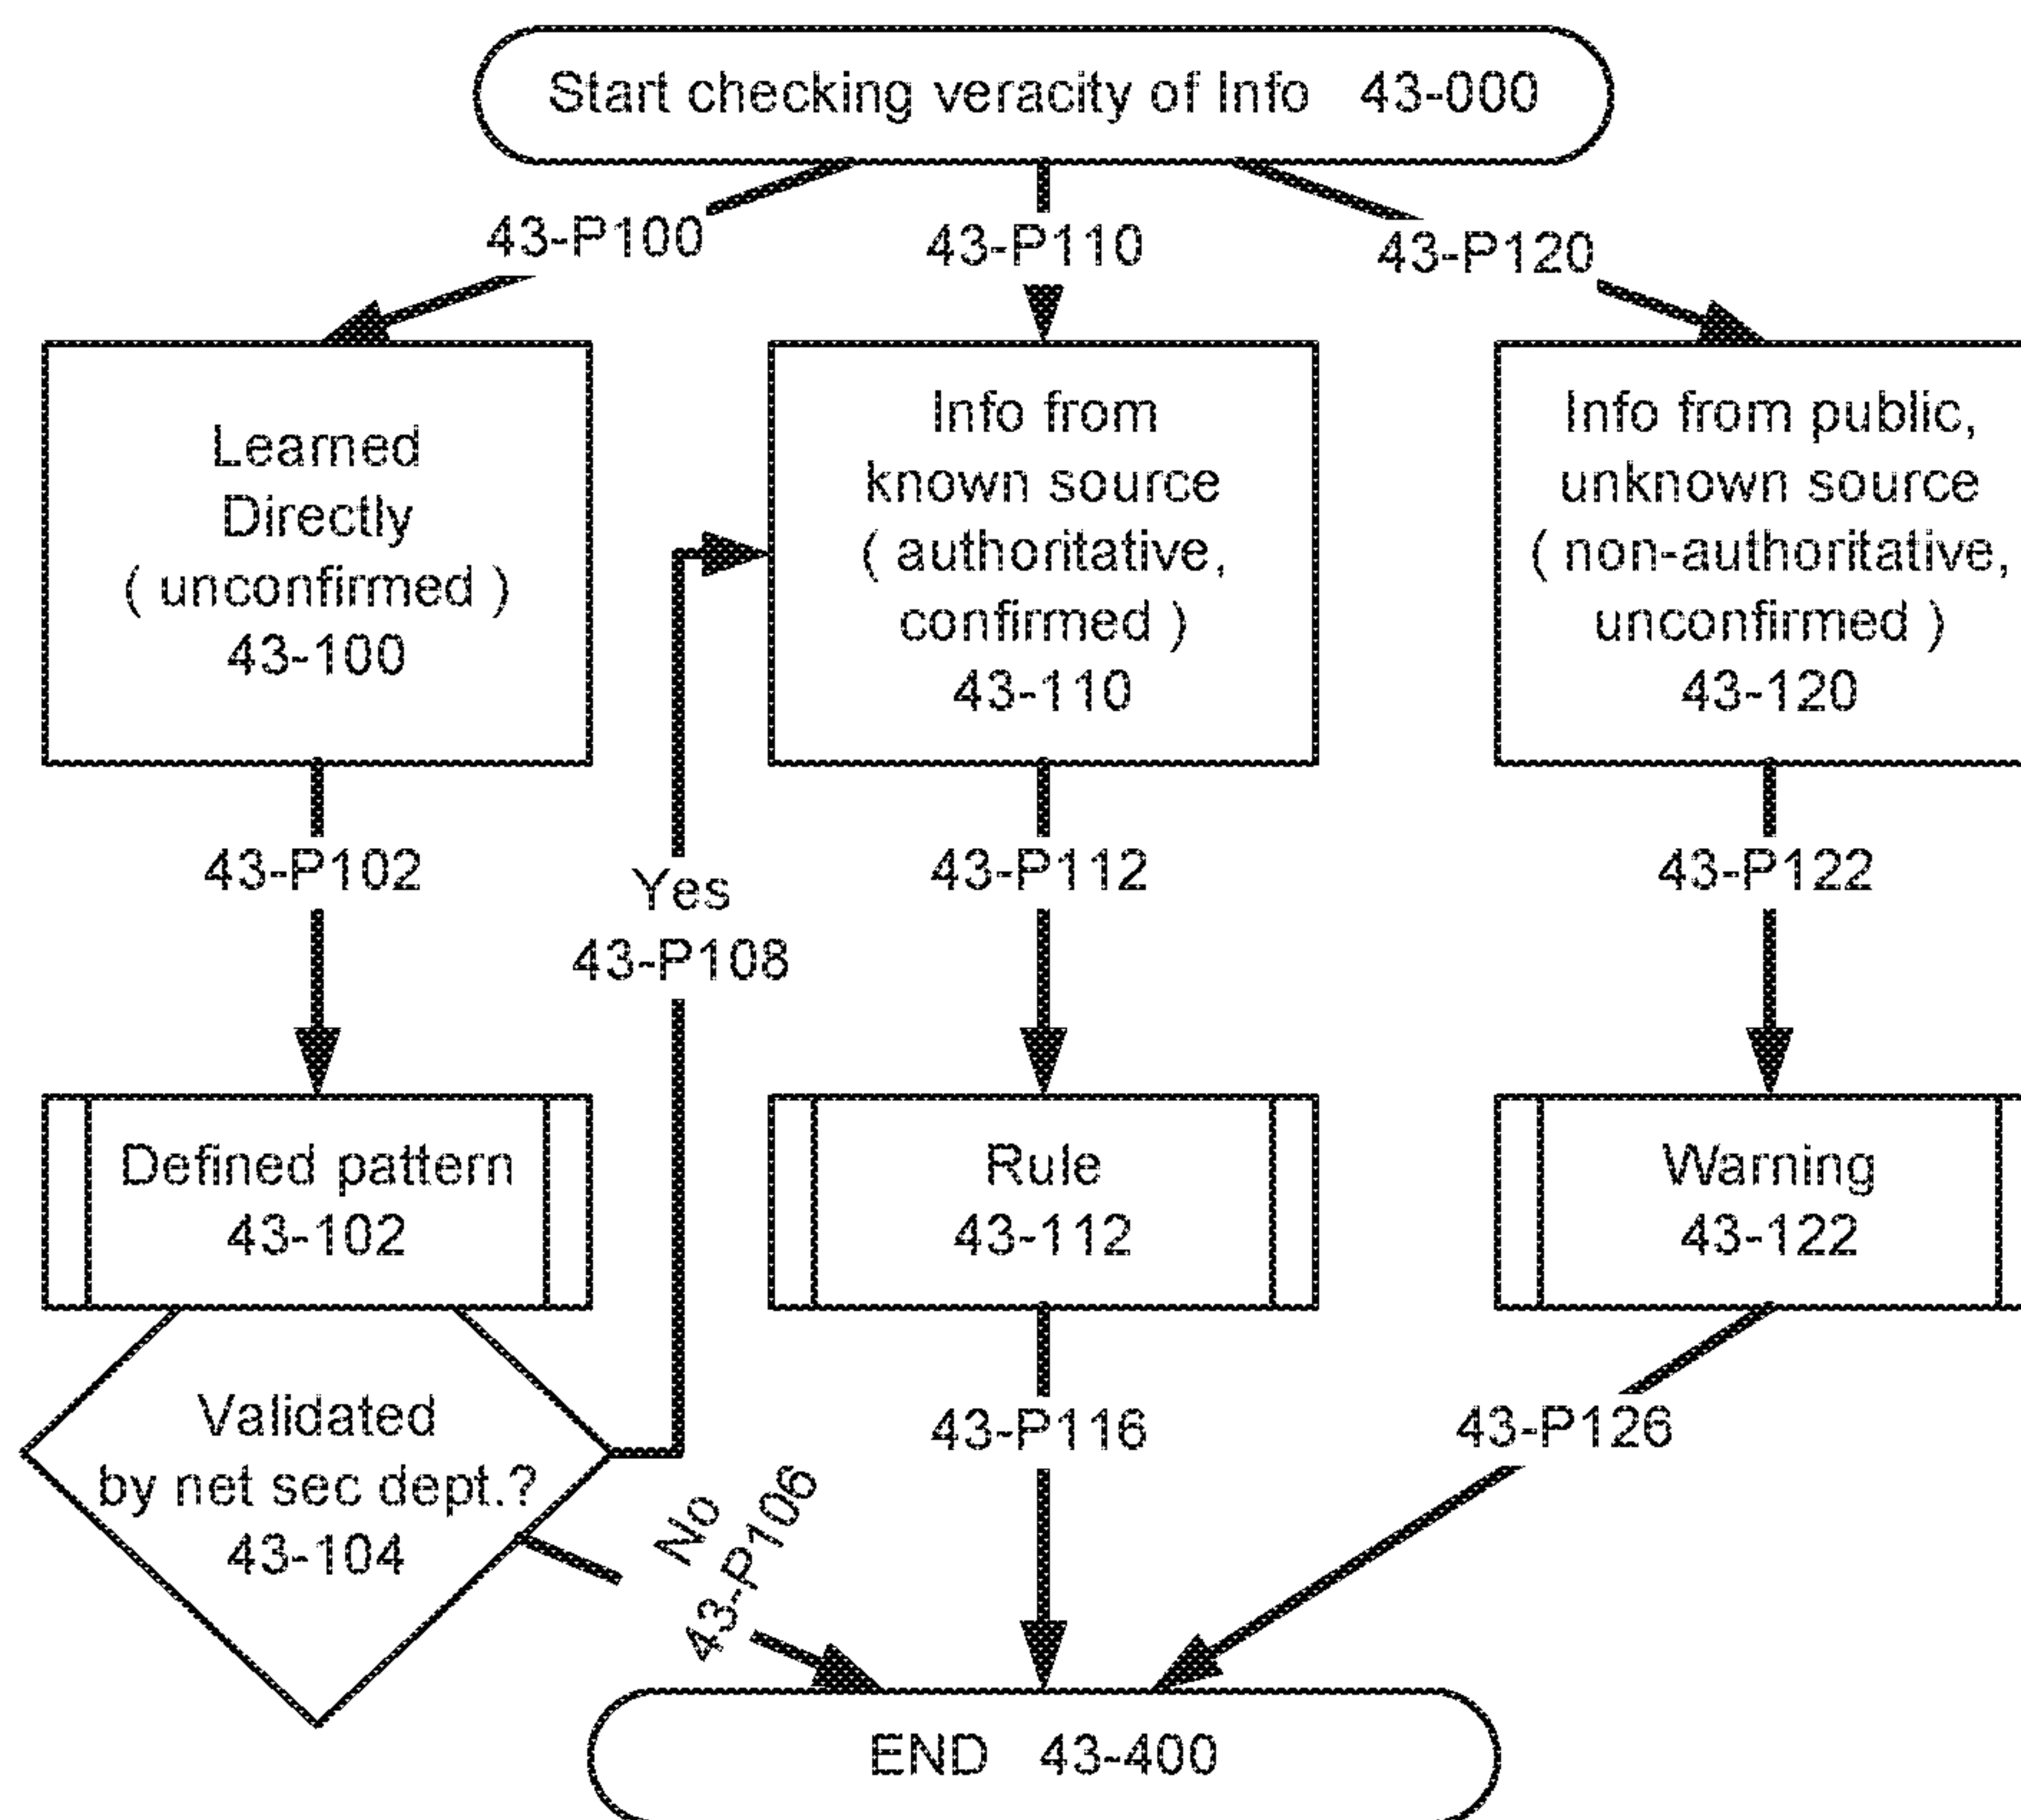 Start checking veracity of Info 43-000
43-P100
43-P110
43-P120
Learned
Directly
( unconfirmed )
43-100
Info from
known source
( authoritative,
confirmed )
43-110
Info from public,
unknown source
( non-authoritative,
unconfirmed )
43-120
43-P102
Yes
43-P108
43-P112
43-P122
Defined pattern
43-102
Rule
43-112
Warning
43-122
Validated
by net sec dept.?
43-104
No
43-P106
43-P116
43-P126
END 43-400